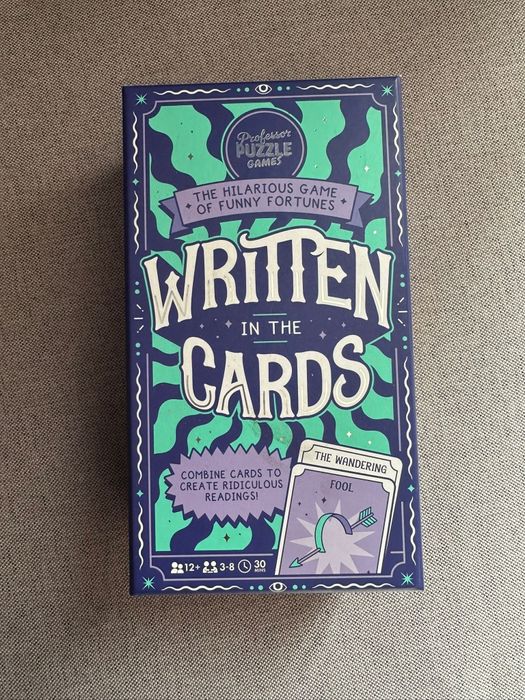 Professor
PUZZLE
GAMES
THE HILARIOUS GAME
OF FUNNY FORTUNES
WRITTEN
IN THE
CARDS
COMBINE CARDS TO
CREATE RIDICULOUS
READINGS!
THE WANDERING
FOOL
12+ 3-8 30
MINS